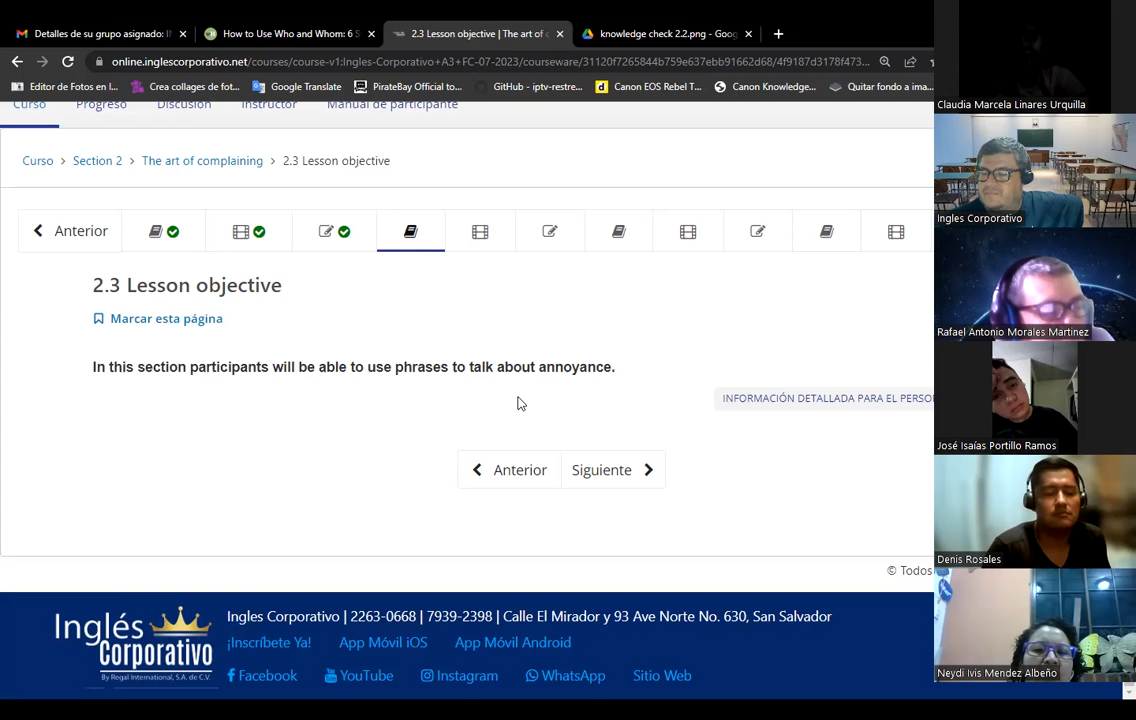 Detalles de su grupo asignado: I
How to Use Who and Whom: 6 S
2.3 Lesson objective | The art of c
knowledge check 2.2.png - Goog
online.inglescorporativo.net/courses/course-v1:Ingles-Corporativo+A3+FC-07-2023/courseware/31120f7265844b759e637ebb91662d68/4f9187d3178f473...
Editor de Fotos en l...
Crea collages de fot...
Google Translate
PirateBay Official to...
GitHub - iptv-restre...
Canon EOS Rebel T...
Canon Knowledge...
Quitar fondo a ima...
Curso Progreso Discusión Instructor Manual de participante
Curso > Section 2 > The art of complaining > 2.3 Lesson objective
Anterior
2.3 Lesson objective
Marcar esta página
In this section participants will be able to use phrases to talk about annoyance.
INFORMACIÓN DETALLADA PARA EL PERSO
Anterior Siguiente
© Todos
Inglés
Corporativo
By Regal International, S.A. de C.V.
Ingles Corporativo | 2263-0668 | 7939-2398 | Calle El Mirador y 93 Ave Norte No. 630, San Salvador
¡Inscríbete Ya! App Móvil iOS App Móvil Android
Facebook YouTube Instagram WhatsApp Sitio Web
Claudia Marcela Linares Urquilla
Ingles Corporativo
Rafael Antonio Morales Martinez
José Isaías Portillo Ramos
Denis Rosales
Neydi Ivis Mendez Albeño